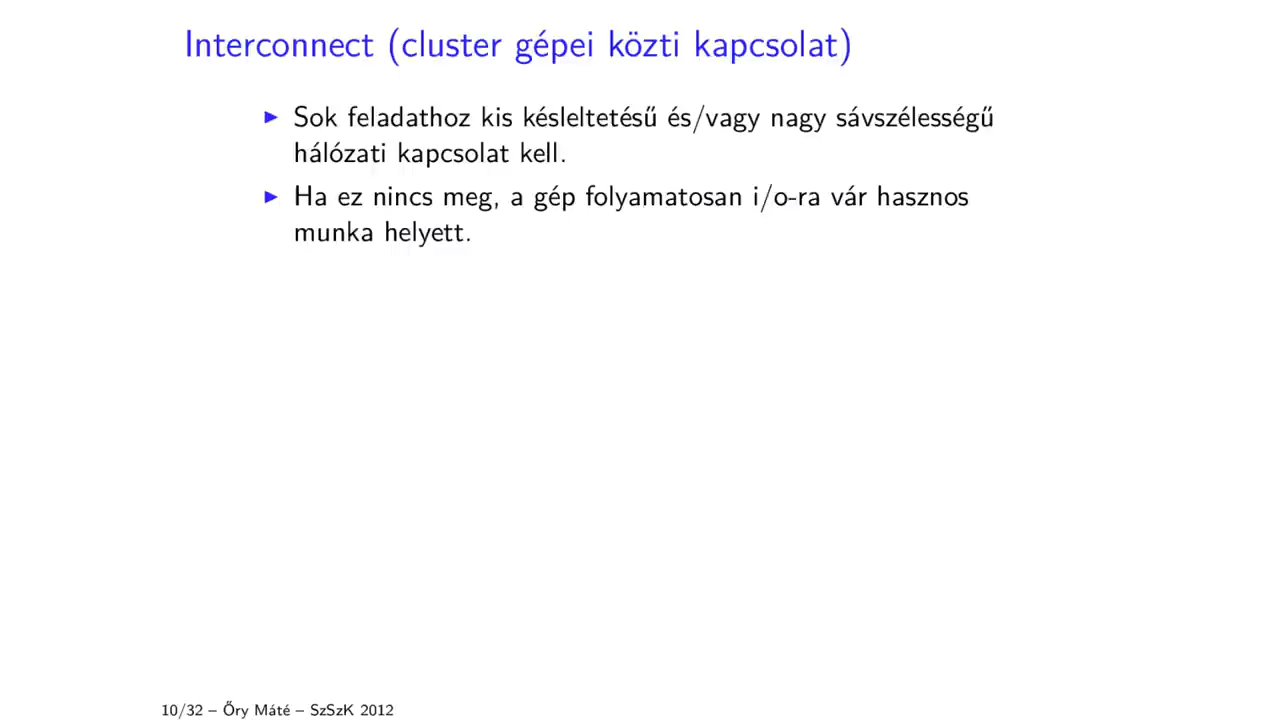 Interconnect (cluster gépei közti kapcsolat)
▶ Sok feladathoz kis késleltetésű és/vagy nagy sávszélességű
hálózati kapcsolat kell.
▶ Ha ez nincs meg, a gép folyamatosan i/o-ra vár hasznos
munka helyett.
10/32 – Őry Máté – SzSzK 2012